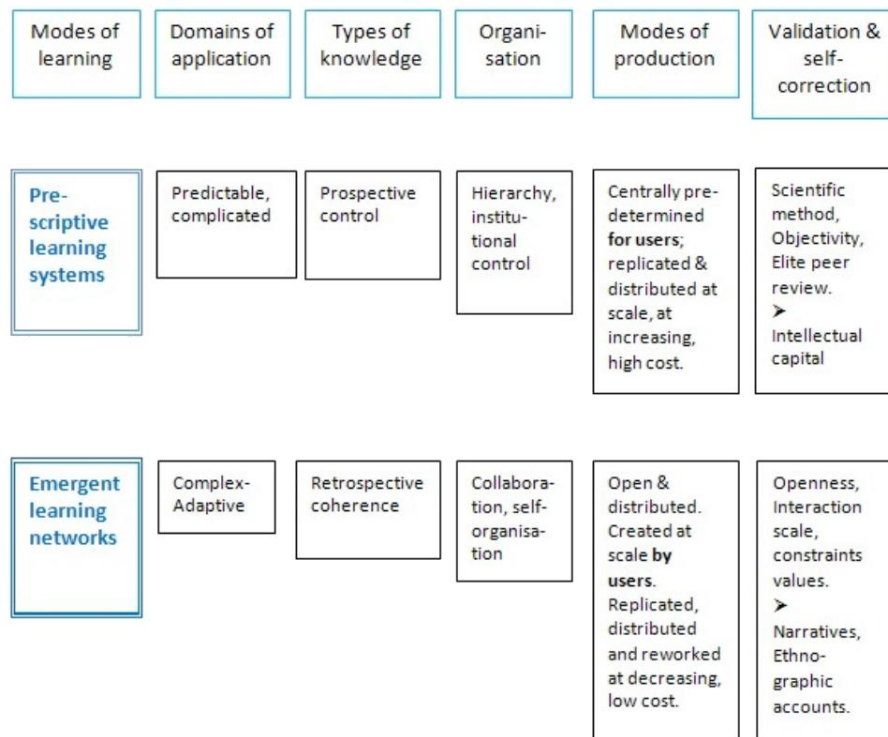 Modes of
learning
Domains of
application
Types of
knowledge
Organi-
sation
Modes of
production
Validation &
self-
correction
Pre-
scriptive
learning
systems
Predictable,
complicated
Prospective
control
Hierarchy,
institu-
tional
control
Centrally pre-
determined
for users;
replicated &
distributed at
scale, at
increasing,
high cost.
Scientific
method,
Objectivity,
Elite peer
review.
➤
Intellectual
capital
Emergent
learning
networks
Complex-
Adaptive
Retrospective
coherence
Collabora-
tion, self-
organisa-
tion
Open &
distributed.
Created at
scale by
users.
Replicated,
distributed
and reworked
at decreasing,
low cost.
Openness,
Interaction
scale,
constraints
values.
➤
Narratives,
Ethno-
graphic
accounts.